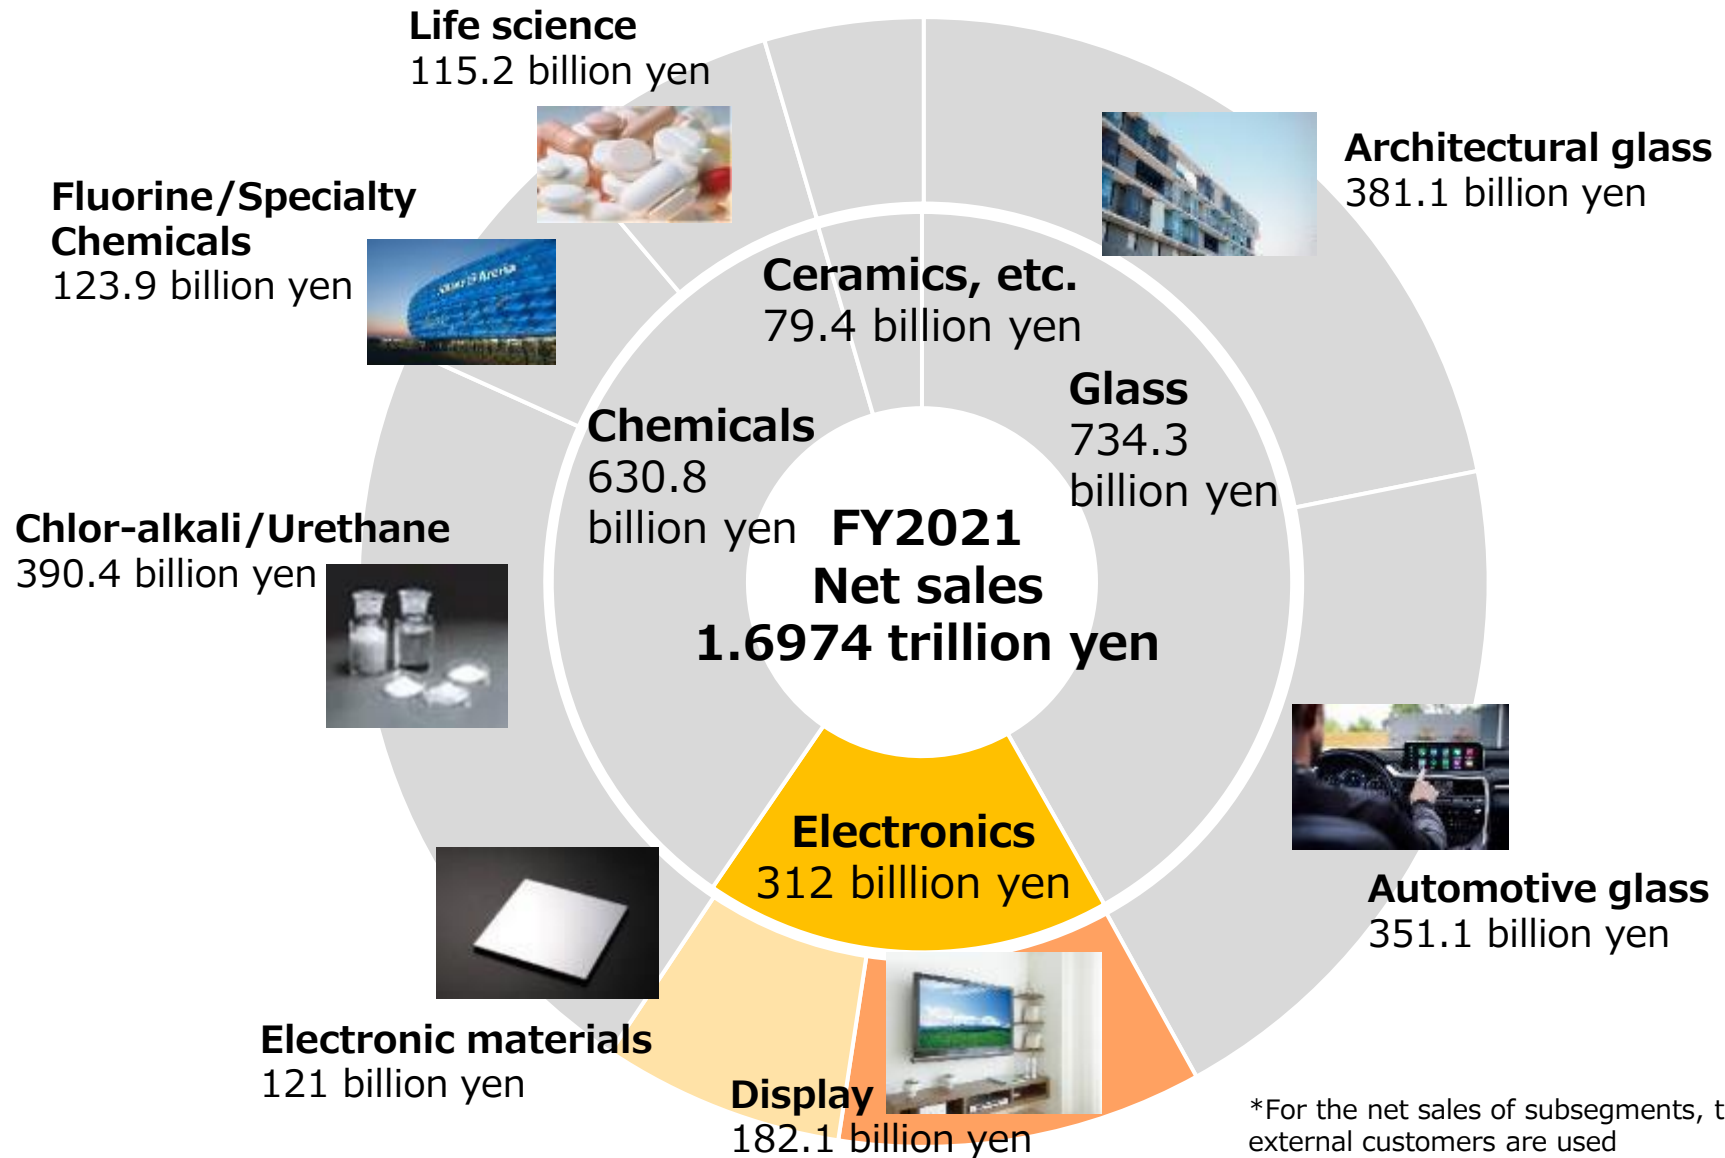 Life science
115.2 billion yen
Architectural glass
381.1 billion yen
Fluorine/Specialty
Chemicals
123.9 billion yen
Allianz Arena
Ceramics, etc.
79.4 billion yen
Glass
734.3
billion yen
Chemicals
630.8
billion yen
Chlor-alkali/Urethane
390.4 billion yen
FY2021
Net sales
1.6974 trillion yen
Electronics
312 billlion yen
Automotive glass
351.1 billion yen
Electronic materials
121 billion yen
Display
182.1 billion yen
*For the net sales of subsegments, t
external customers are used